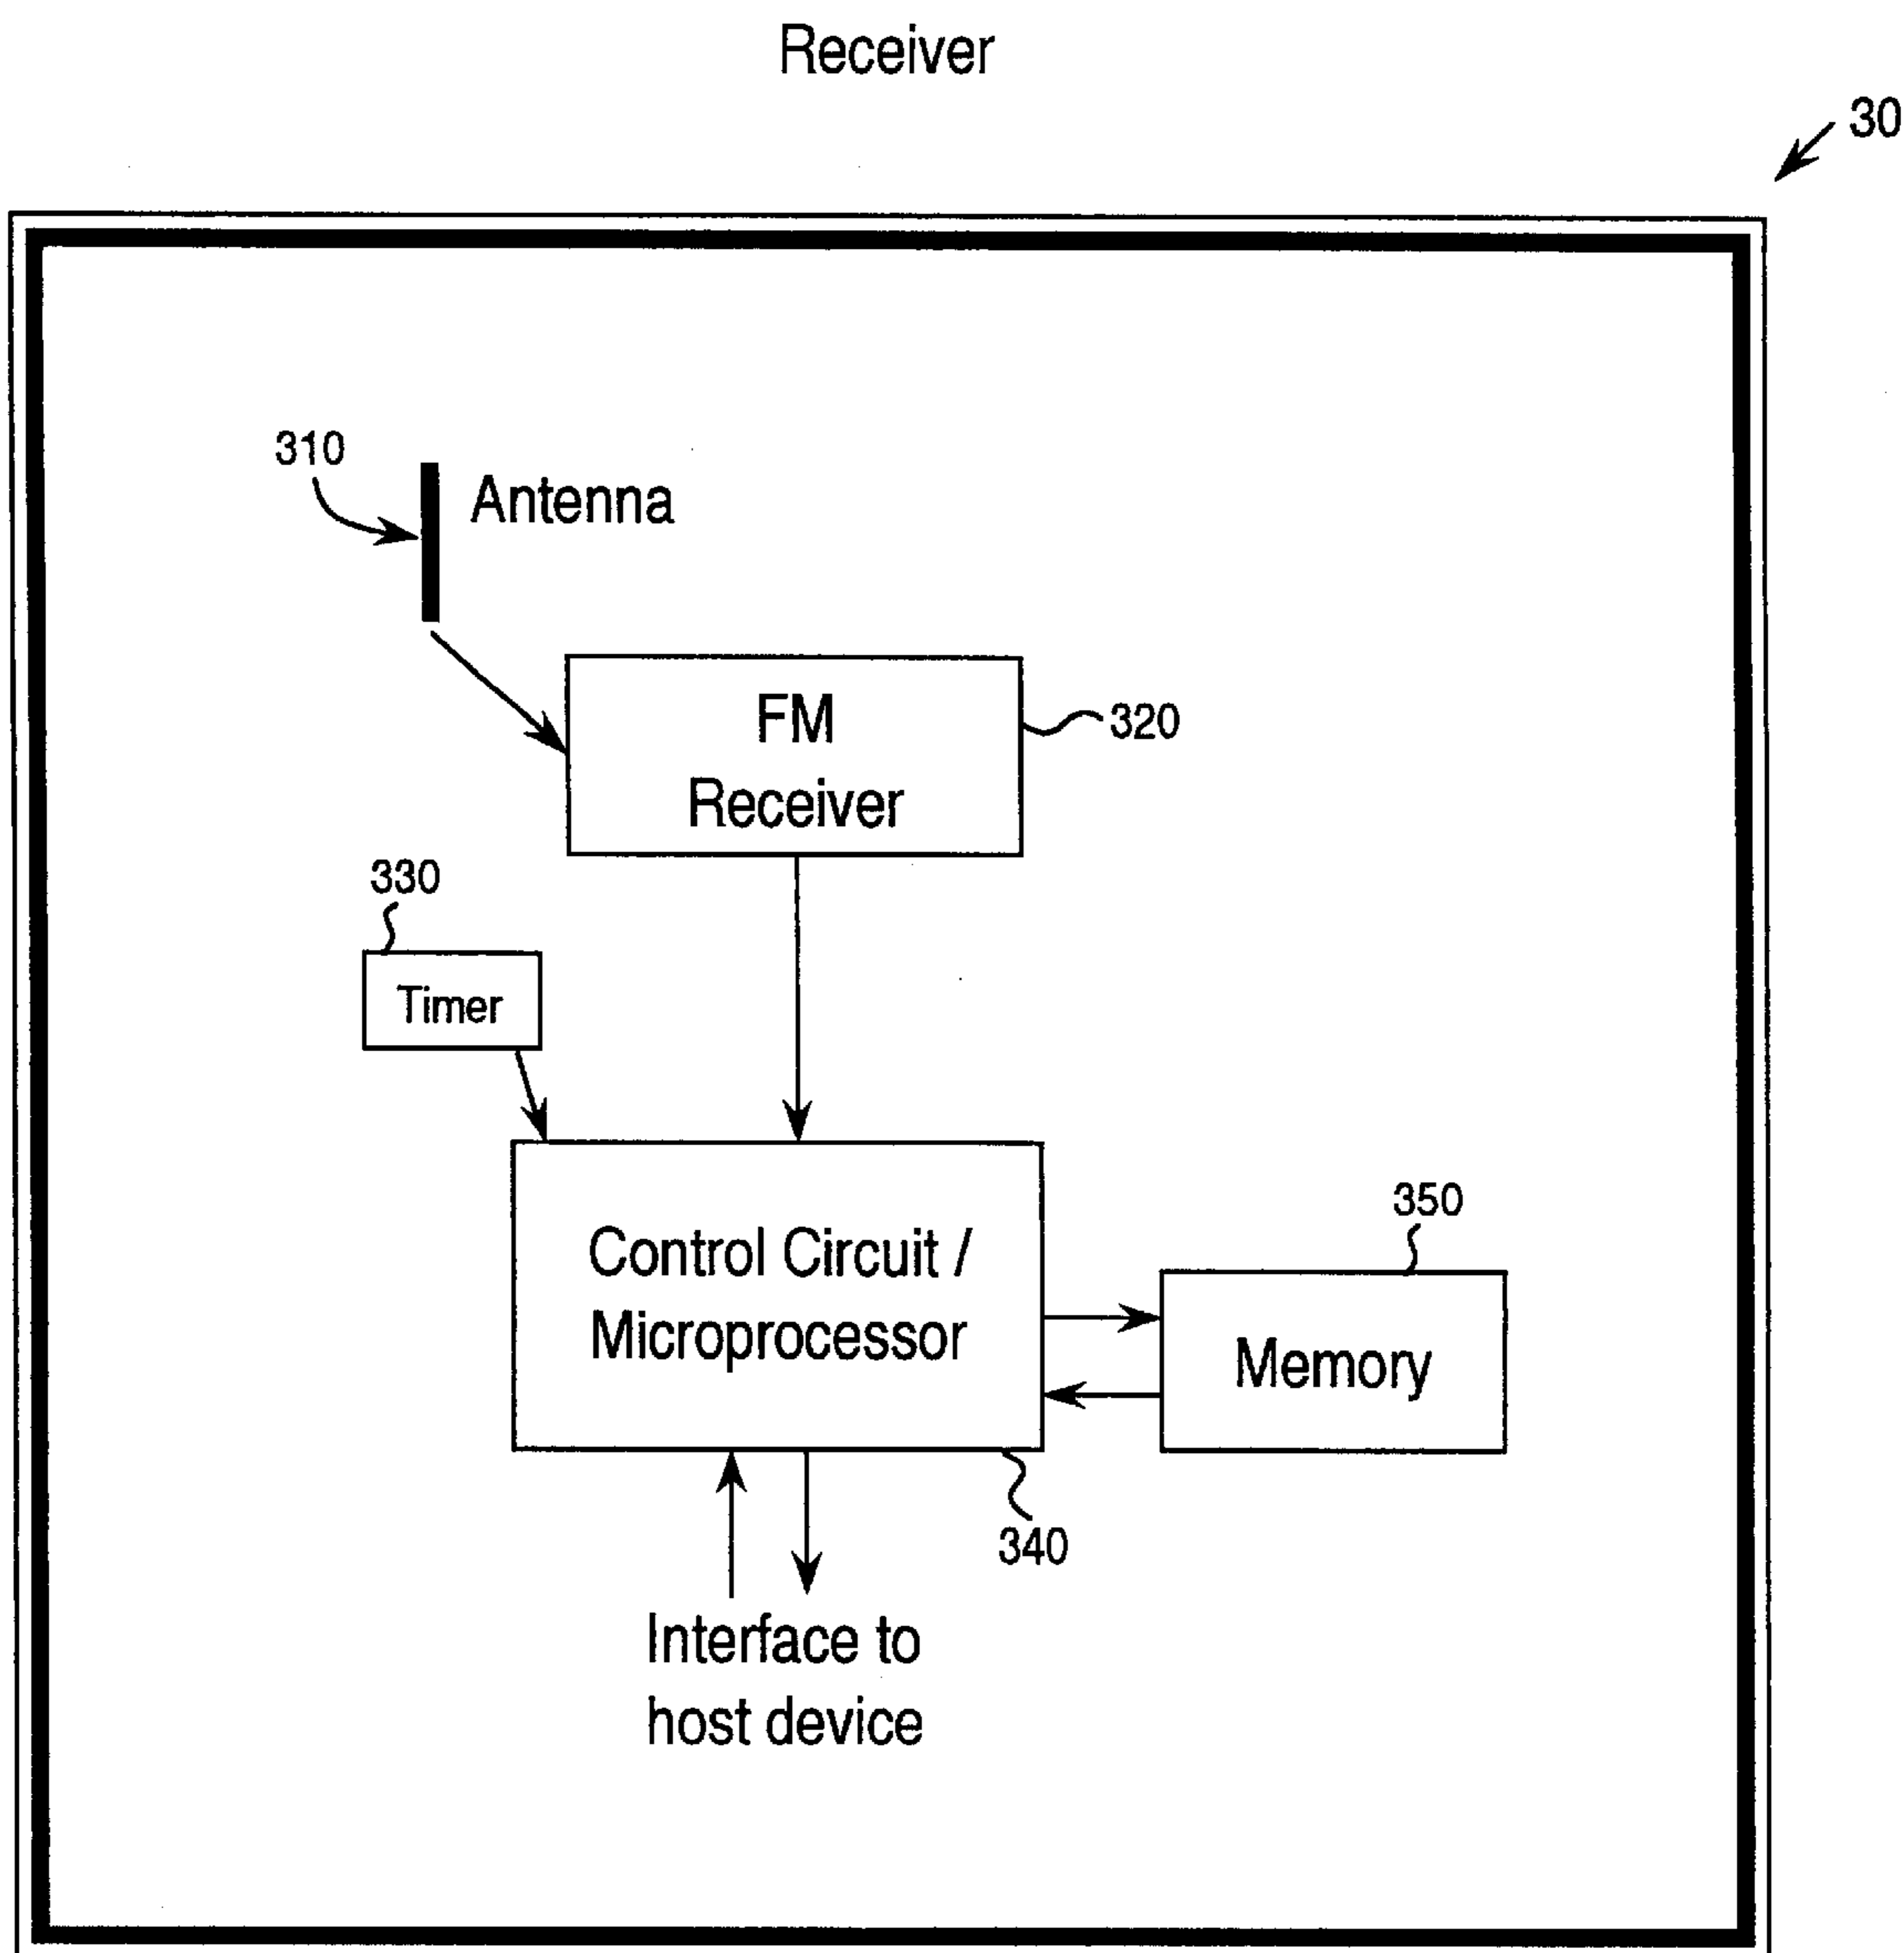 Receiver
30
310
Antenna
FM
Receiver
320
330
Timer
Control Circuit /
Microprocessor
350
Memory
340
Interface to
host device